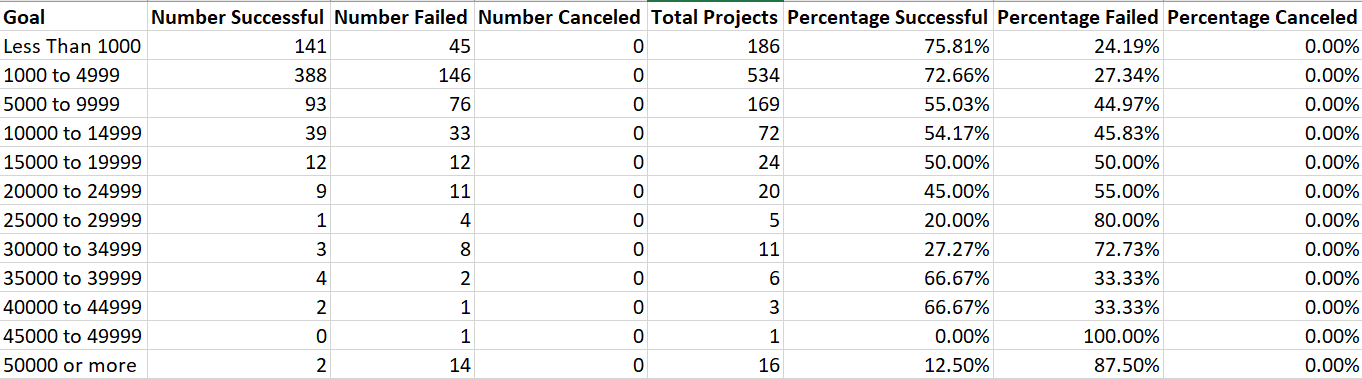 Goal Number Successful Number Failed Number Canceled Total Projects Percentage Successful Percentage Failed Percentage Canceled
Less Than 1000 141 45 0 186 75.81% 24.19% 0.00%
1000 to 4999 388 146 0 534 72.66% 27.34% 0.00%
5000 to 9999 93 76 0 169 55.03% 44.97% 0.00%
10000 to 14999 39 33 0 72 54.17% 45.83% 0.00%
15000 to 19999 12 12 0 24 50.00% 50.00% 0.00%
20000 to 24999 9 11 0 20 45.00% 55.00% 0.00%
25000 to 29999 1 4 0 5 20.00% 80.00% 0.00%
30000 to 34999 3 8 0 11 27.27% 72.73% 0.00%
35000 to 39999 4 2 0 6 66.67% 33.33% 0.00%
40000 to 44999 2 1 0 3 66.67% 33.33% 0.00%
45000 to 49999 0 1 0 1 0.00% 100.00% 0.00%
50000 or more 2 14 0 16 12.50% 87.50% 0.00%